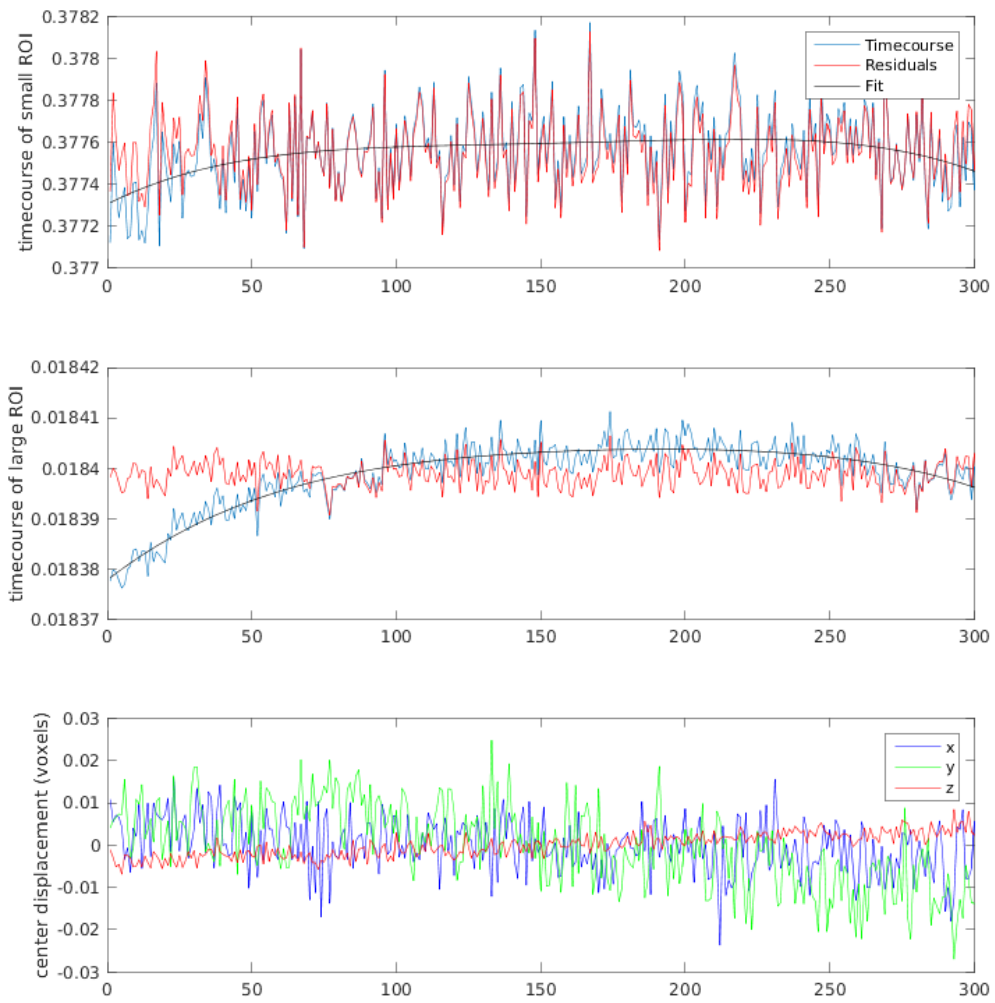 timecourse of small ROI
0.3782
0.378
0.3778
0.3776
0.3774
0.3772
0.377
0 50 100 150 200 250 300
Timecourse
Residuals
Fit
timecourse of large ROI
0.01842
0.01841
0.0184
0.01839
0.01838
0.01837
0 50 100 150 200 250 300
center displacement (voxels)
0.03
0.02
0.01
0
-0.01
-0.02
-0.03
0 50 100 150 200 250 300
x
y
z